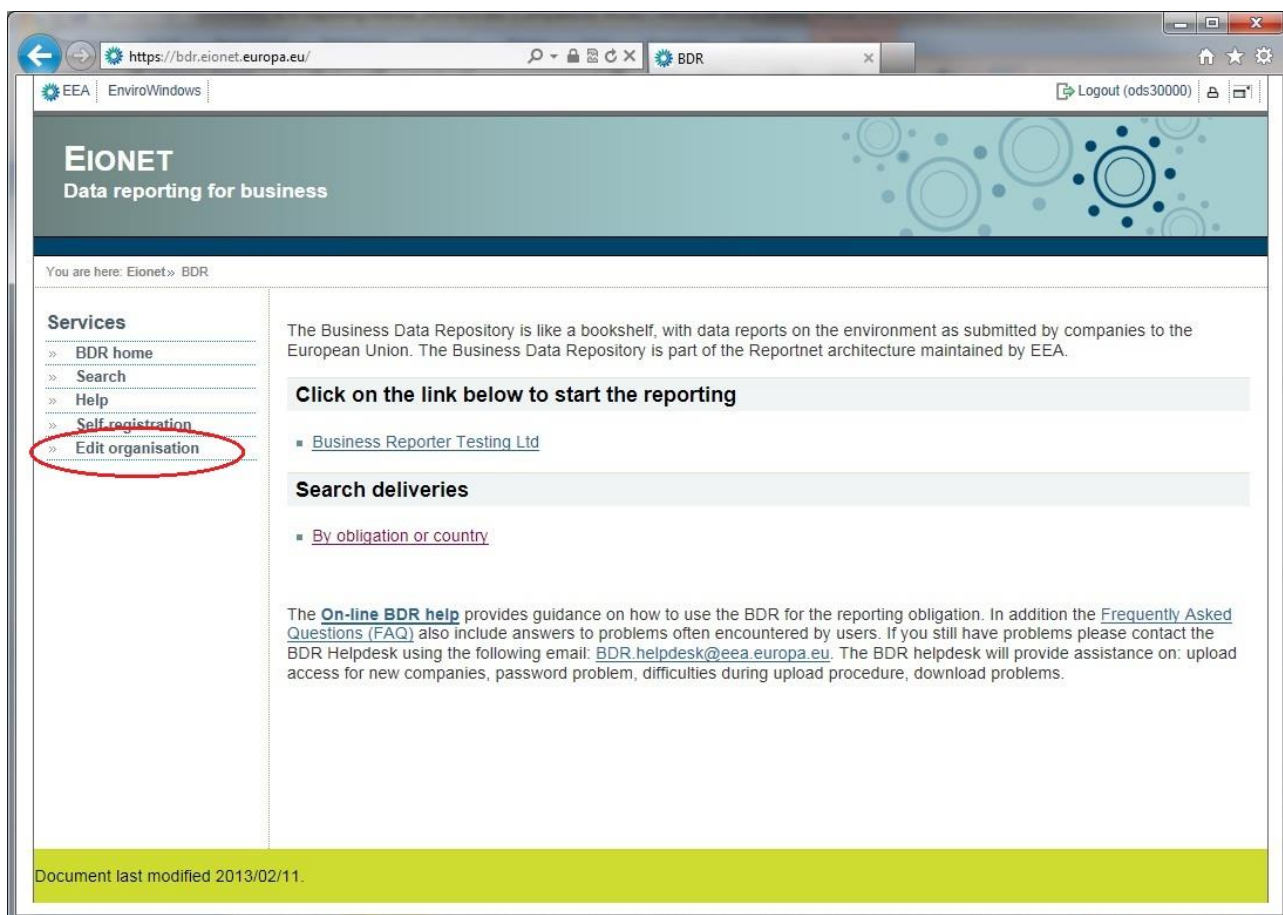 https://bdr.eionet.europa.eu/
BDR
EEA
EnviroWindows
Logout (ods30000)
EIONET
Data reporting for business
You are here: Eionet» BDR
Services
» BDR home
» Search
» Help
» Self-registration
» Edit organisation
The Business Data Repository is like a bookshelf, with data reports on the environment as submitted by companies to the
European Union. The Business Data Repository is part of the Reportnet architecture maintained by EEA.
Click on the link below to start the reporting
Business Reporter Testing Ltd
Search deliveries
By obligation or country
The On-line BDR help provides guidance on how to use the BDR for the reporting obligation. In addition the Frequently Asked
Questions (FAQ) also include answers to problems often encountered by users. If you still have problems please contact the
BDR Helpdesk using the following email: BDR.helpdesk@eea.europa.eu. The BDR helpdesk will provide assistance on: upload
access for new companies, password problem, difficulties during upload procedure, download problems.
Document last modified 2013/02/11.